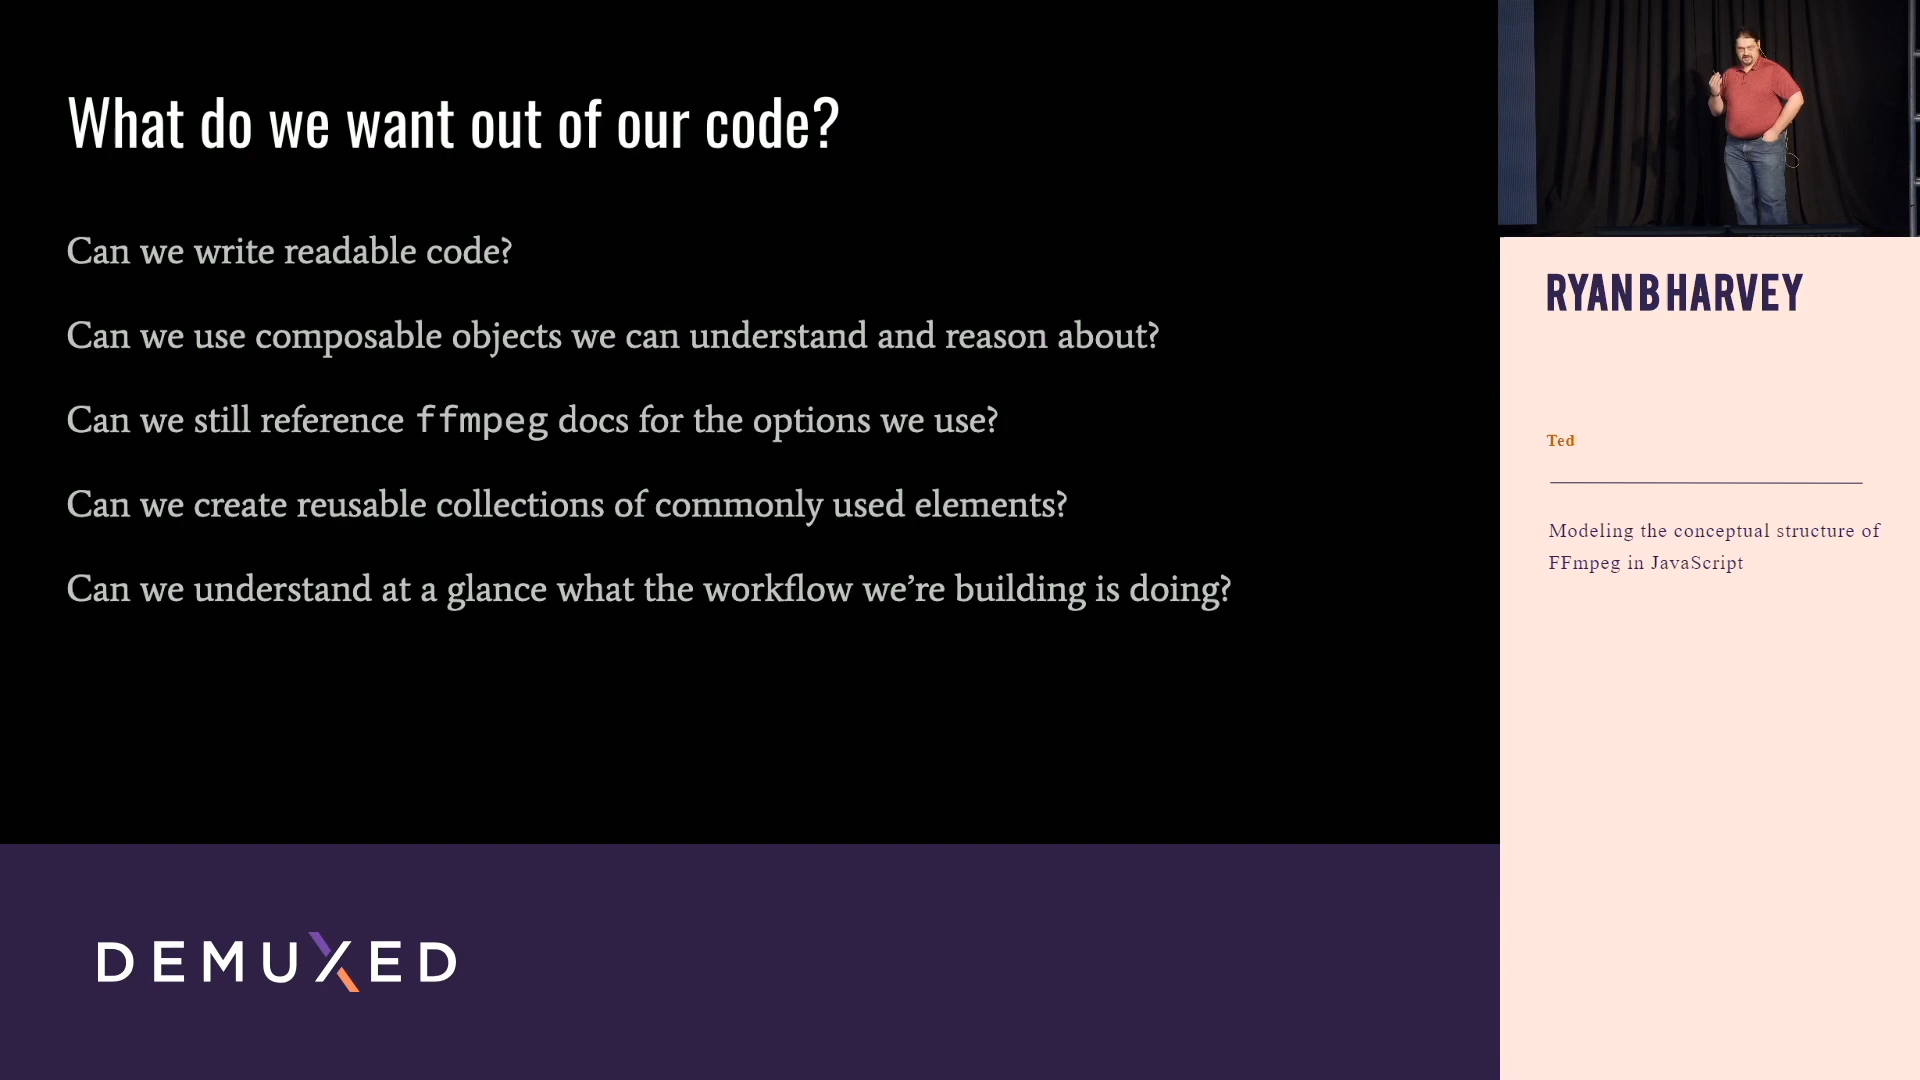 What do we want out of our code?
Can we write readable code?
Can we use composable objects we can understand and reason about?
Can we still reference ffmpeg docs for the options we use?
Can we create reusable collections of commonly used elements?
Can we understand at a glance what the workflow we’re building is doing?
DEMUXED
RYAN B HARVEY
Ted
Modeling the conceptual structure of
FFmpeg in JavaScript